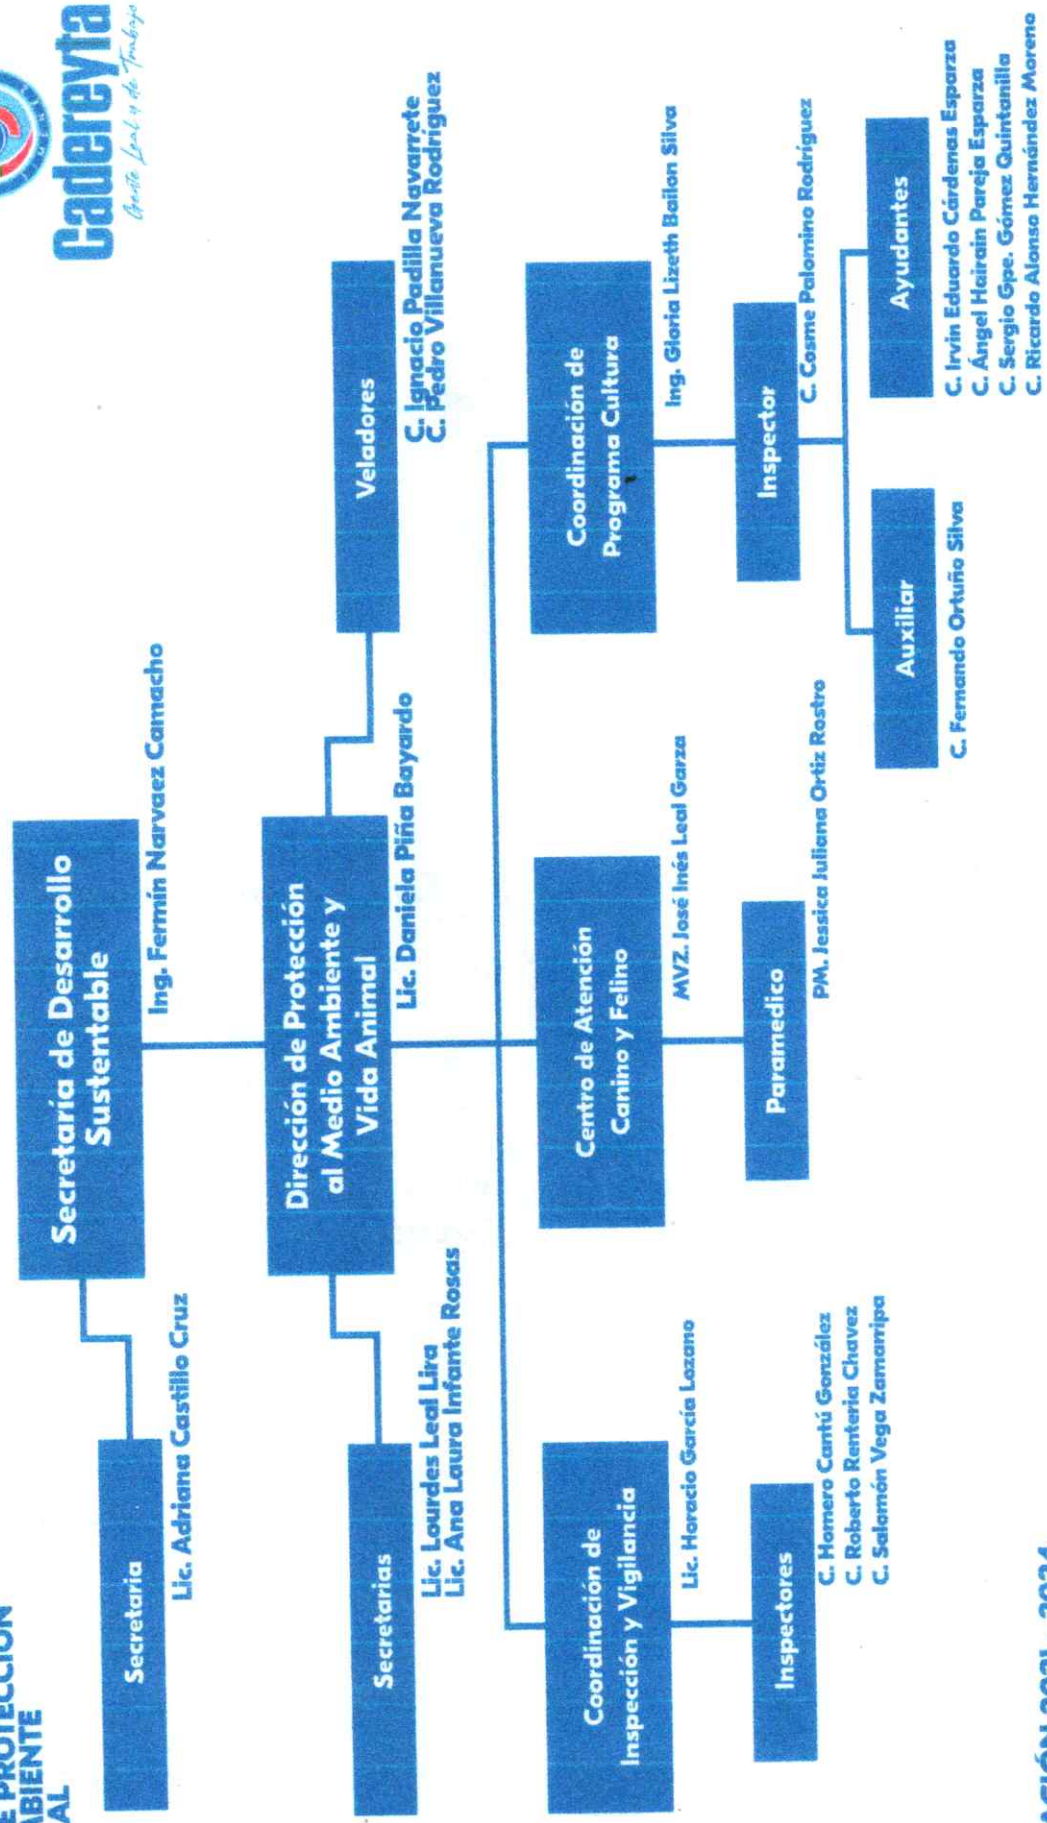 E PROTECCIÓN
MBIENTE
AL
Cadereyta
Gente Leal y de Trabajo
Secretaría de Desarrollo
Sustentable
Ing. Fermín Narvaez Camacho
Secretaria
Lic. Adriana Castillo Cruz
Dirección de Protección
al Medio Ambiente y
Vida Animal
Lic. Daniela Piña Bayardo
Secretarias
Lic. Lourdes Leal Lira
Lic. Ana Laura Infante Rosas
Veladores
C. Ignacio Padilla Navarrete
C. Pedro Villanueva Rodríguez
Coordinación de
Inspección y Vigilancia
Lic. Horacio García Lozano
Inspectores
C. Homero Cantú González
C. Roberto Renteria Chavez
C. Salomón Vega Zamarripa
Centro de Atención
Canino y Felino
MVZ. José Inés Leal Garza
Paramedico
PM. Jessica Juliana Ortiz Rostro
Coordinación de
Programa Cultura
Ing. Gloria Lizeth Bailon Silva
Inspector
C. Cosme Palomino Rodríguez
Auxiliar
C. Fernando Ortuño Silva
Ayudantes
C. Irvin Eduardo Cárdenas Esparza
C. Ángel Hairain Pareja Esparza
C. Sergio Gpe. Gómez Quintanilla
C. Ricardo Alonso Hernández Moreno
ACIÓN 2021 - 2024